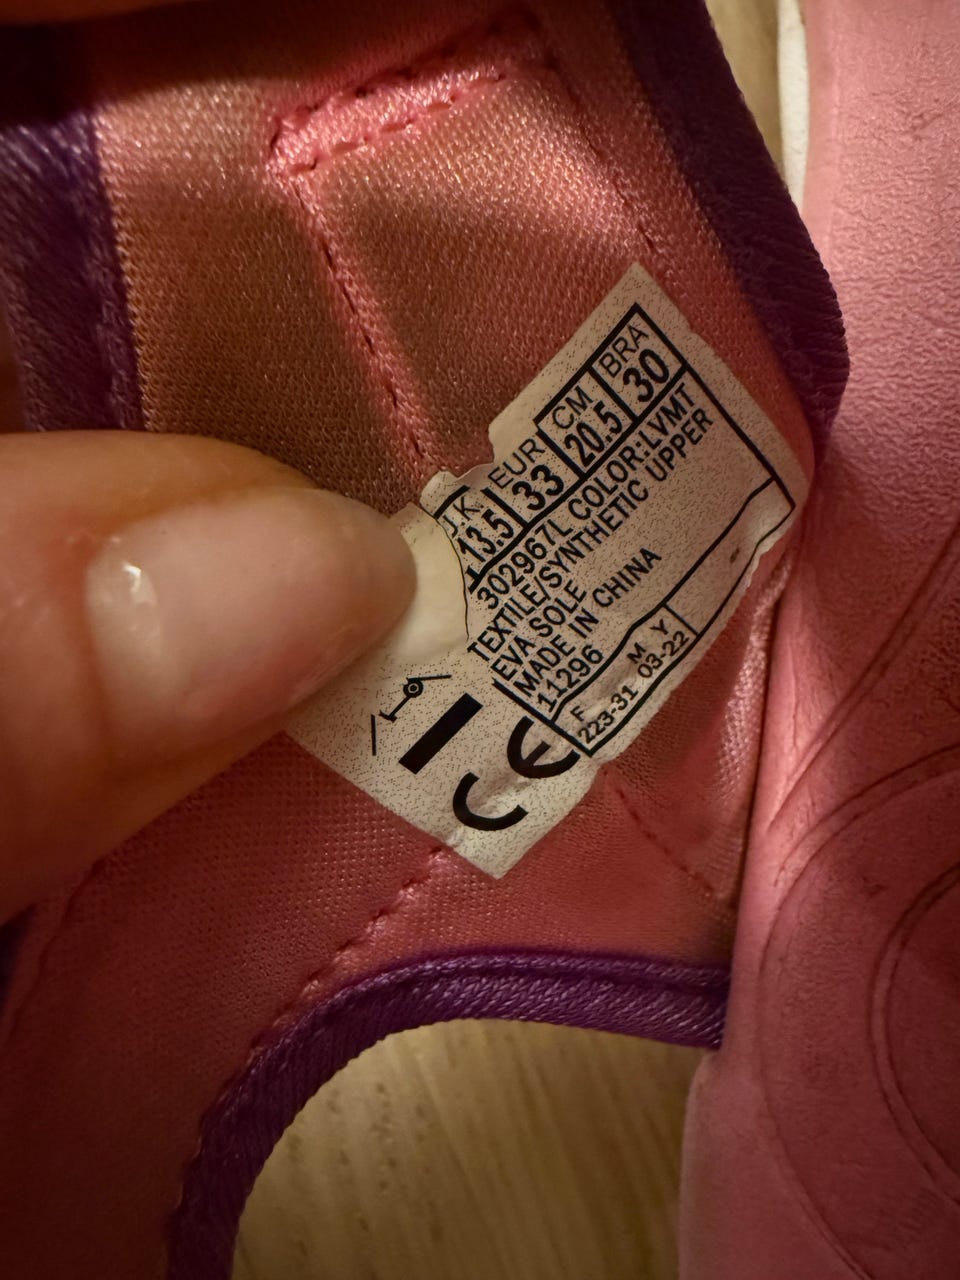 EUR CM BRA
13.5 33 20.5 30
302967L COLOR:LVMT
TEXTILE/SYNTHETIC UPPER
EVA SOLE
MADE IN CHINA
11296
F M Y
223-31 03-22
CE